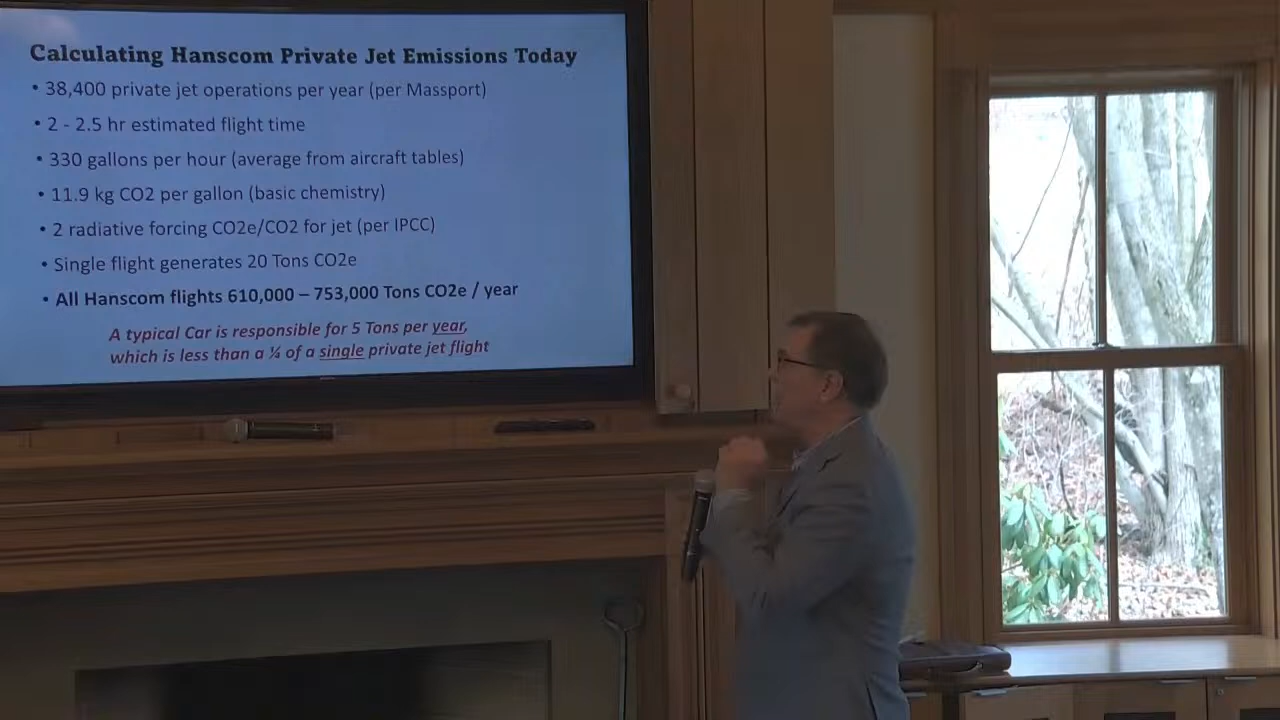 Calculating Hanscom Private Jet Emissions Today
• 38,400 private jet operations per year (per Massport)
• 2 - 2.5 hr estimated flight time
• 330 gallons per hour (average from aircraft tables)
• 11.9 kg CO2 per gallon (basic chemistry)
• 2 radiative forcing CO2e/CO2 for jet (per IPCC)
• Single flight generates 20 Tons CO2e
• All Hanscom flights 610,000 – 753,000 Tons CO2e / year
A typical Car is responsible for 5 Tons per year,
which is less than a ¼ of a single private jet flight